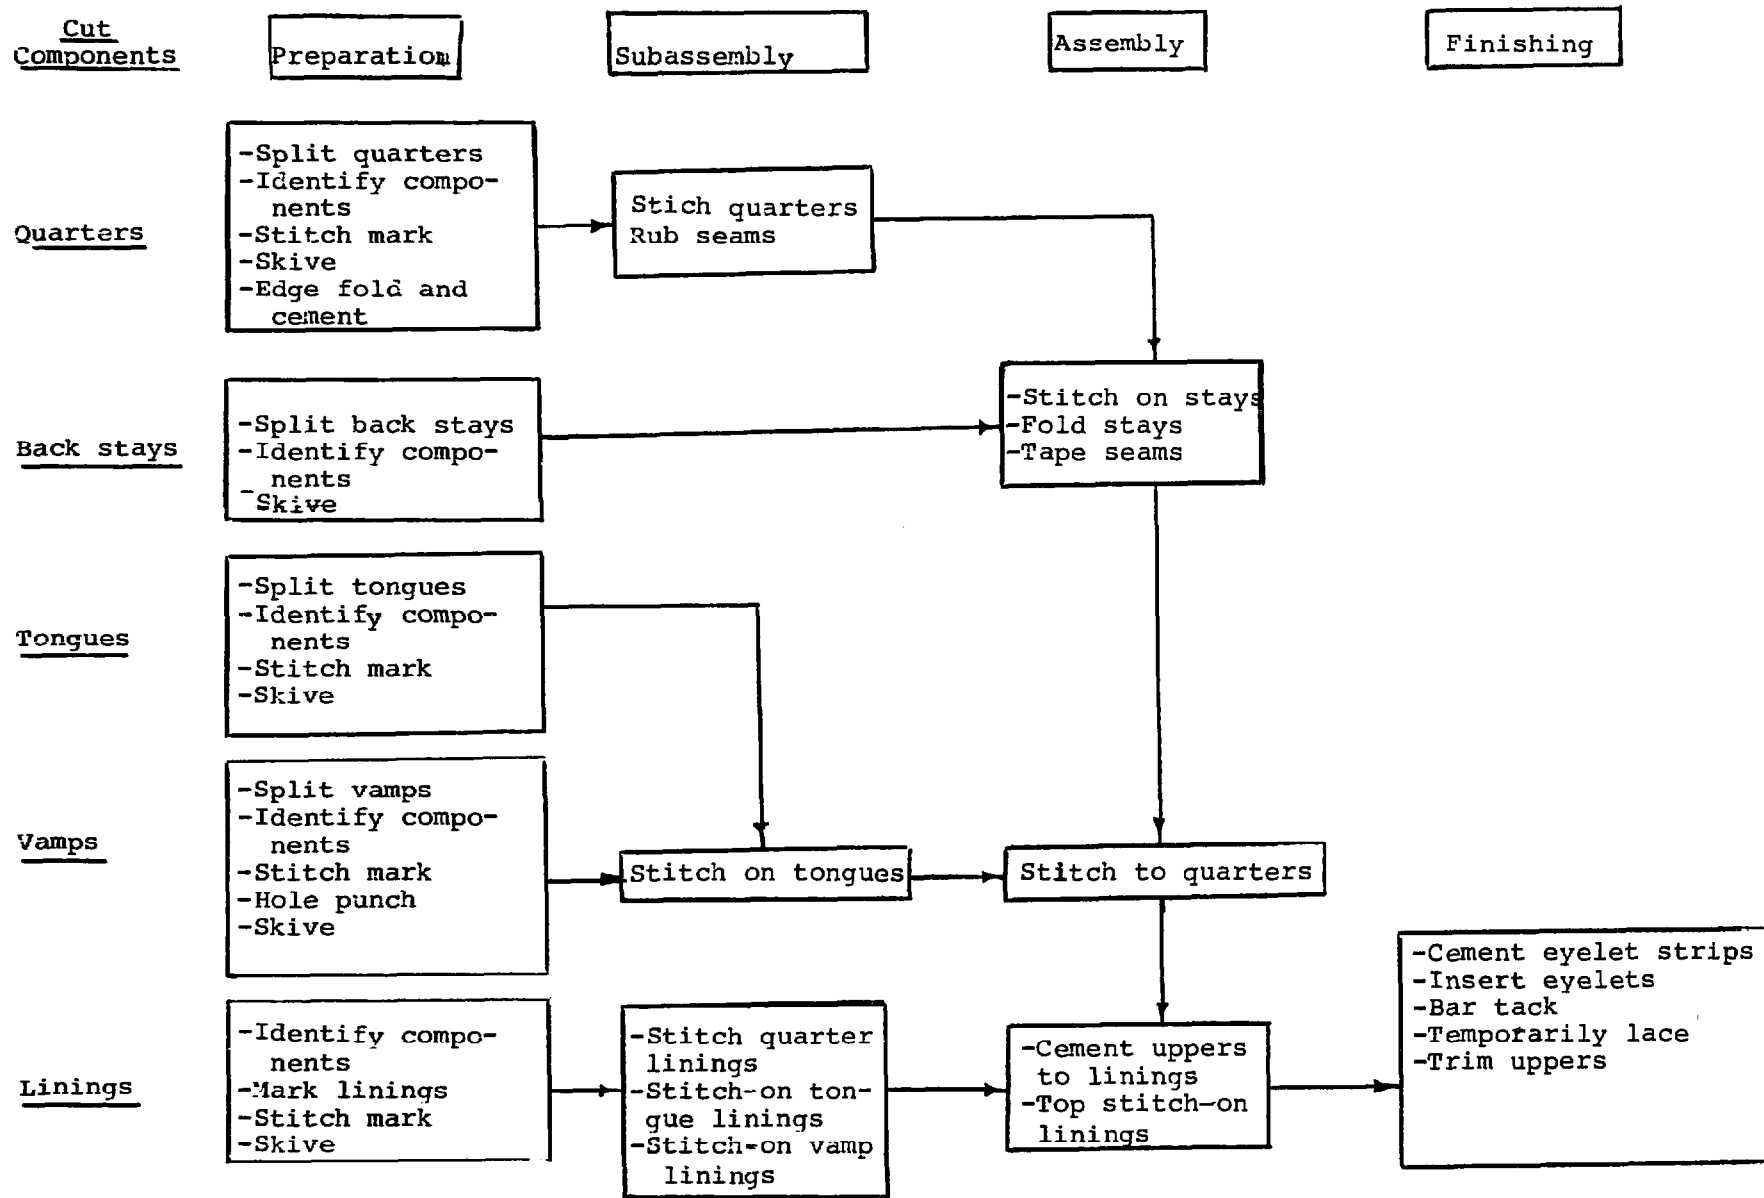 Cut
Components
Preparation
Subassembly
Assembly
Finishing
Quarters
-Split quarters
-Identify compo-
nents
-Stitch mark
-Skive
-Edge fold and
cement
Stich quarters
Rub seams
Back stays
-Split back stays
-Identify compo-
nents
-Skive
-Stitch on stays
-Fold stays
-Tape seams
Tongues
-Split tongues
-Identify compo-
nents
-Stitch mark
-Skive
Vamps
-Split vamps
-Identify compo-
nents
-Stitch mark
-Hole punch
-Skive
Stitch on tongues
Stitch to quarters
Linings
-Identify compo-
nents
-Mark linings
-Stitch mark
-Skive
-Stitch quarter
linings
-Stitch-on ton-
gue linings
-Stitch-on vamp
linings
-Cement uppers
to linings
-Top stitch-on
linings
-Cement eyelet strips
-Insert eyelets
-Bar tack
-Temporarily lace
-Trim uppers